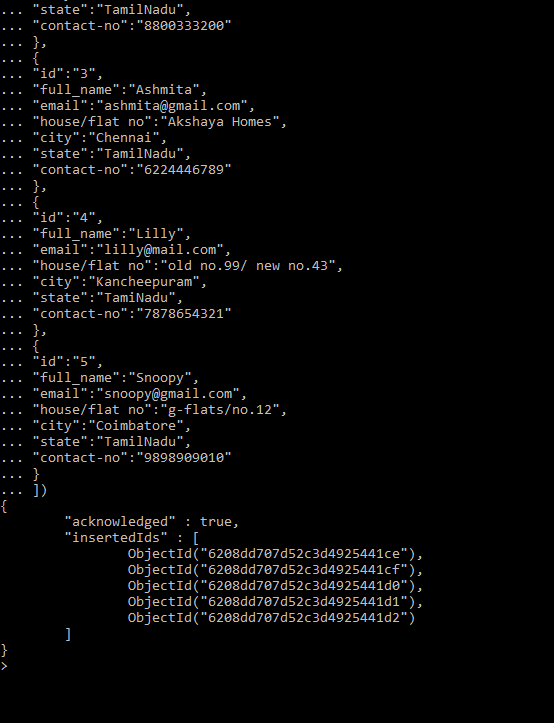 ... "state":"TamilNadu",
... "contact-no":"8800333200"
... },
... {
... "id":"3",
... "full_name":"Ashmita",
... "email":"ashmita@gmail.com",
... "house/flat no":"Akshaya Homes",
... "city":"Chennai",
... "state":"TamilNadu",
... "contact-no":"6224446789"
... },
... {
... "id":"4",
... "full_name":"Lilly",
... "email":"lilly@mail.com",
... "house/flat no":"old no.99/ new no.43",
... "city":"Kancheepuram",
... "state":"TamiNadu",
... "contact-no":"7878654321"
... },
... {
... "id":"5",
... "full_name":"Snoopy",
... "email":"snoopy@gmail.com",
... "house/flat no":"g-flats/no.12",
... "city":"Coimbatore",
... "state":"TamilNadu",
... "contact-no":"9898909010"
... }
... ])
{
        "acknowledged" : true,
        "insertedIds" : [
                ObjectId("6208dd707d52c3d4925441ce"),
                ObjectId("6208dd707d52c3d4925441cf"),
                ObjectId("6208dd707d52c3d4925441d0"),
                ObjectId("6208dd707d52c3d4925441d1"),
                ObjectId("6208dd707d52c3d4925441d2")
        ]
}
>